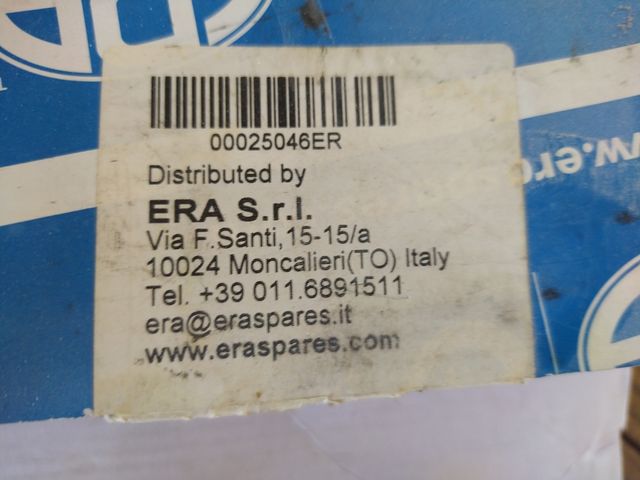 00025046ER
Distributed by
ERA S.r.l.
Via F.Santi,15-15/a
10024 Moncalieri(TO) Italy
Tel. +39 011.6891511
era@eraspares.it
www.eraspares.com